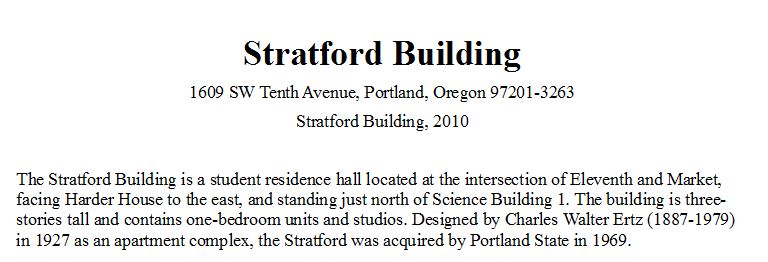 Stratford Building
1609 SW Tenth Avenue, Portland, Oregon 97201-3263
Stratford Building, 2010
The Stratford Building is a student residence hall located at the intersection of Eleventh and Market,
facing Harder House to the east, and standing just north of Science Building 1. The building is three-
stories tall and contains one-bedroom units and studios. Designed by Charles Walter Ertz (1887-1979)
in 1927 as an apartment complex, the Stratford was acquired by Portland State in 1969.